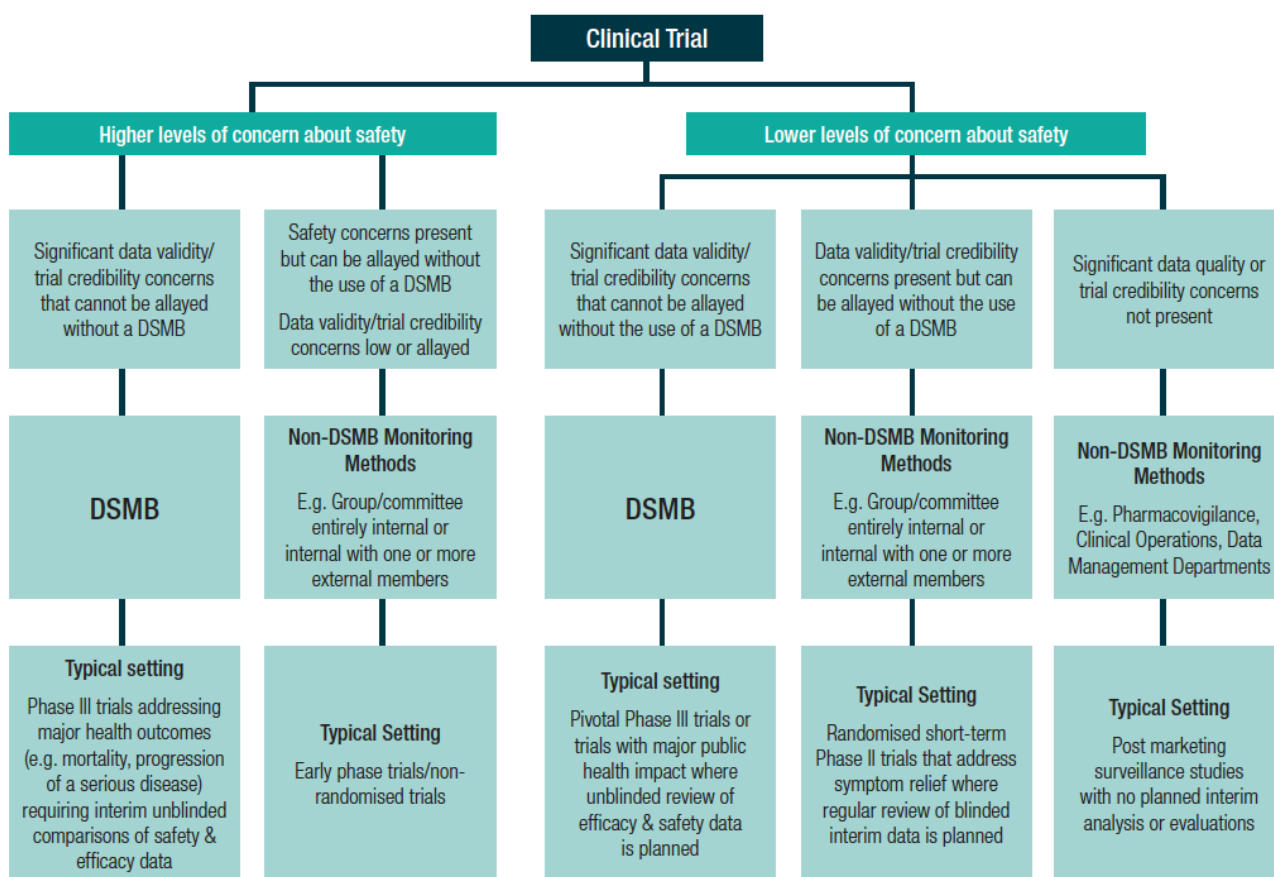 Clinical Trial
Higher levels of concern about safety
Lower levels of concern about safety
Significant data validity/
trial credibility concerns
that cannot be allayed
without a DSMB
Safety concerns present
but can be allayed without
the use of a DSMB
Data validity/trial credibility
concerns low or allayed
Significant data validity/
trial credibility concerns
that cannot be allayed
without the use of a DSMB
Data validity/trial credibility
concerns present but can
be allayed without the use
of a DSMB
Significant data quality or
trial credibility concerns
not present
DSMB
Non-DSMB Monitoring
Methods
E.g. Group/committee
entirely internal or
internal with one or more
external members
DSMB
Non-DSMB Monitoring
Methods
E.g. Group/committee
entirely internal or
internal with one or more
external members
Non-DSMB Monitoring
Methods
E.g. Pharmacovigilance,
Clinical Operations, Data
Management Departments
Typical setting
Phase III trials addressing
major health outcomes
(e.g. mortality, progression
of a serious disease)
requiring interim unblinded
comparisons of safety &
efficacy data
Typical Setting
Early phase trials/non-
randomised trials
Typical setting
Pivotal Phase III trials or
trials with major public
health impact where
unblinded review of
efficacy & safety data
is planned
Typical Setting
Randomised short-term
Phase II trials that address
symptom relief where
regular review of blinded
interim data is planned
Typical Setting
Post marketing
surveillance studies
with no planned interim
analysis or evaluations